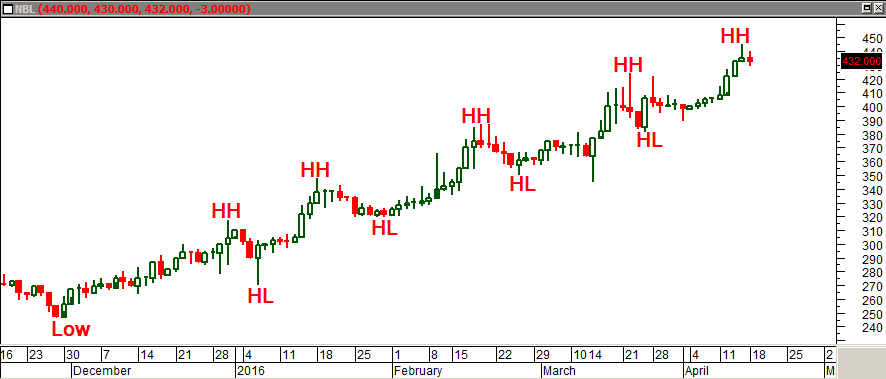 NBL (440.000, 430.000, 432.000, -3.00000)
HH
450
440
432.000
HH
HL
420
410
400
HH
390
380
HL
370
HH
360
350
HL
340
HH
330
HL
320
310
300
290
HL
280
270
260
Low
250
240
16 23 30 7 14 21 28 4 11 18 25 1 8 15 22 29 10 14 21 28 4 11 18 25 2
December 2016 February March April M